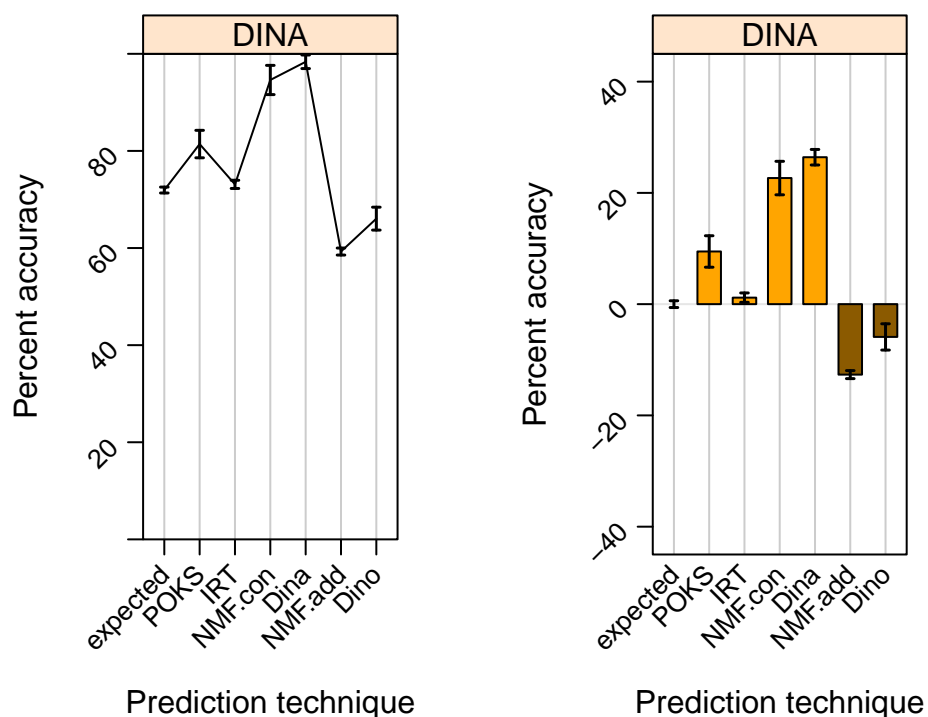 DINA
Percent accuracy
80
60
40
20
expected
POKS
IRT
NMF.con
Dina
NMF.add
Dino
Prediction technique
DINA
Percent accuracy
40
20
0
−20
−40
expected
POKS
IRT
NMF.con
Dina
NMF.add
Dino
Prediction technique